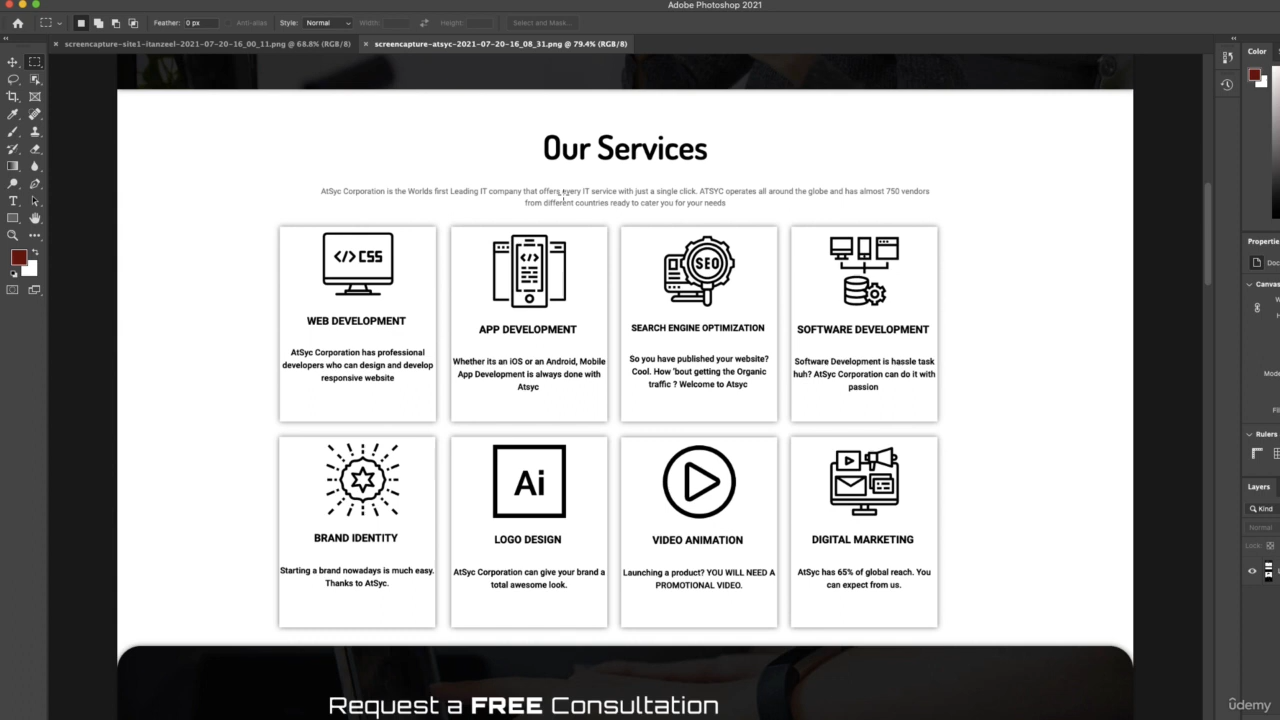 Adobe Photoshop 2021
Feather: 0 px Anti-alias Style: Normal Width: Height: Select and Mask...
screencapture-site1-itanzeel-2021-07-20-16_00_11.png @ 68.8% (RGB/8) screencapture-atsyc-2021-07-20-16_08_31.png @ 79.4% (RGB/8)
Color
Our Services
AtSyc Corporation is the Worlds first Leading IT company that offers every IT service with just a single click. ATSYC operates all around the globe and has almost 750 vendors
from different countries ready to cater you for your needs
</> CSS
WEB DEVELOPMENT
AtSyc Corporation has professional
developers who can design and develop
responsive website
</>
APP DEVELOPMENT
Whether its an iOS or an Android, Mobile
App Development is always done with
Atsyc
SEO
SEARCH ENGINE OPTIMIZATION
So you have published your website?
Cool. How 'bout getting the Organic
traffic ? Welcome to Atsyc
SOFTWARE DEVELOPMENT
Software Development is hassle task
huh? AtSyc Corporation can do it with
passion
BRAND IDENTITY
Starting a brand nowadays is much easy.
Thanks to AtSyc.
Ai
LOGO DESIGN
AtSyc Corporation can give your brand a
total awesome look.
VIDEO ANIMATION
Launching a product? YOU WILL NEED A
PROMOTIONAL VIDEO.
DIGITAL MARKETING
AtSyc has 65% of global reach. You
can expect from us.
Request a FREE Consultation
Properti
Doc
Canvas
W
H
Mode
Fil
Rulers
Layers
Kind
Normal
Lock:
ûdemy